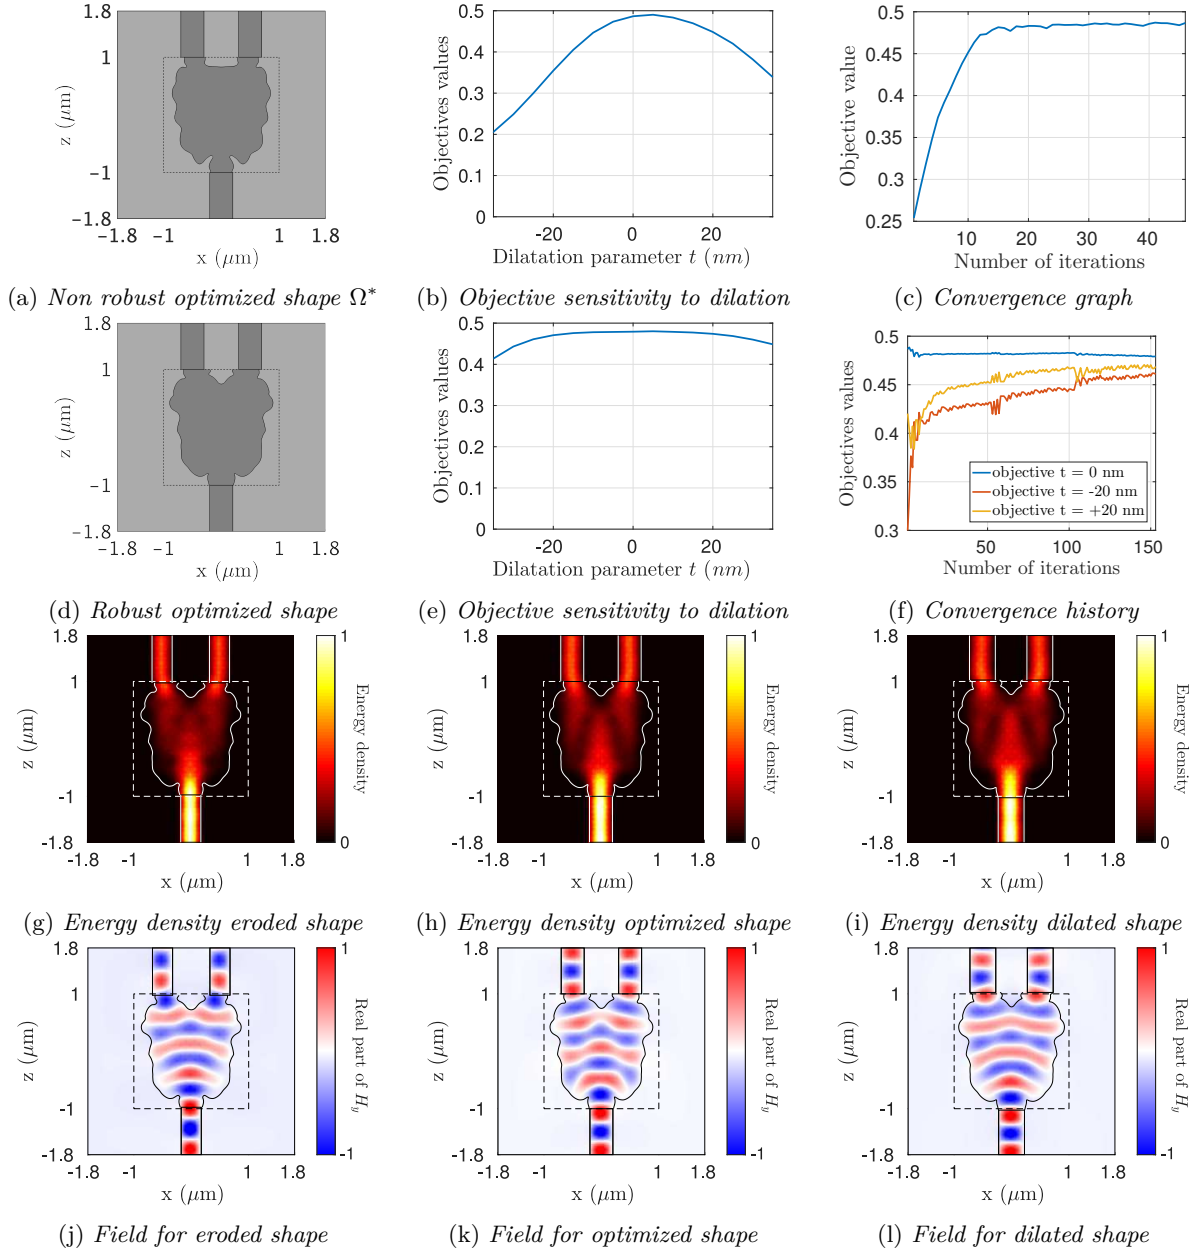 1.8
1
-1
-1.8
z (μm)
-1.8 -1 1 1.8
x (μm)
(a) Non robust optimized shape Ω*
0.5
0.4
0.3
0.2
0.1
0
Objectives values
-20 0 20
Dilatation parameter t (nm)
(b) Objective sensitivity to dilation
0.5
0.45
0.4
0.35
0.3
0.25
Objective value
10 20 30 40
Number of iterations
(c) Convergence graph
1.8
1
-1
-1.8
z (μm)
-1.8 -1 1 1.8
x (μm)
(d) Robust optimized shape
0.5
0.4
0.3
0.2
0.1
0
Objectives values
-20 0 20
Dilatation parameter t (nm)
(e) Objective sensitivity to dilation
0.5
0.45
0.4
0.3
Objectives values
objective t = 0 nm
objective t = -20 nm
objective t = +20 nm
50 100 150
Number of iterations
(f) Convergence history
1.8
1
-1
-1.8
z (μm)
-1.8 -1 1 1.8
x (μm)
1
0
Energy density
(g) Energy density eroded shape
1.8
1
-1
-1.8
z (μm)
-1.8 -1 1 1.8
x (μm)
1
0
Energy density
(h) Energy density optimized shape
1.8
1
-1
-1.8
z (μm)
-1.8 -1 1 1.8
x (μm)
1
0
Energy density
(i) Energy density dilated shape
1.8
1
-1
-1.8
z (μm)
-1.8 -1 1 1.8
x (μm)
1
-1
Real part of Hy
(j) Field for eroded shape
1.8
1
-1
-1.8
z (μm)
-1.8 -1 1 1.8
x (μm)
1
-1
Real part of Hy
(k) Field for optimized shape
1.8
1
-1
-1.8
z (μm)
-1.8 -1 1 1.8
x (μm)
1
-1
Real part of Hy
(l) Field for dilated shape